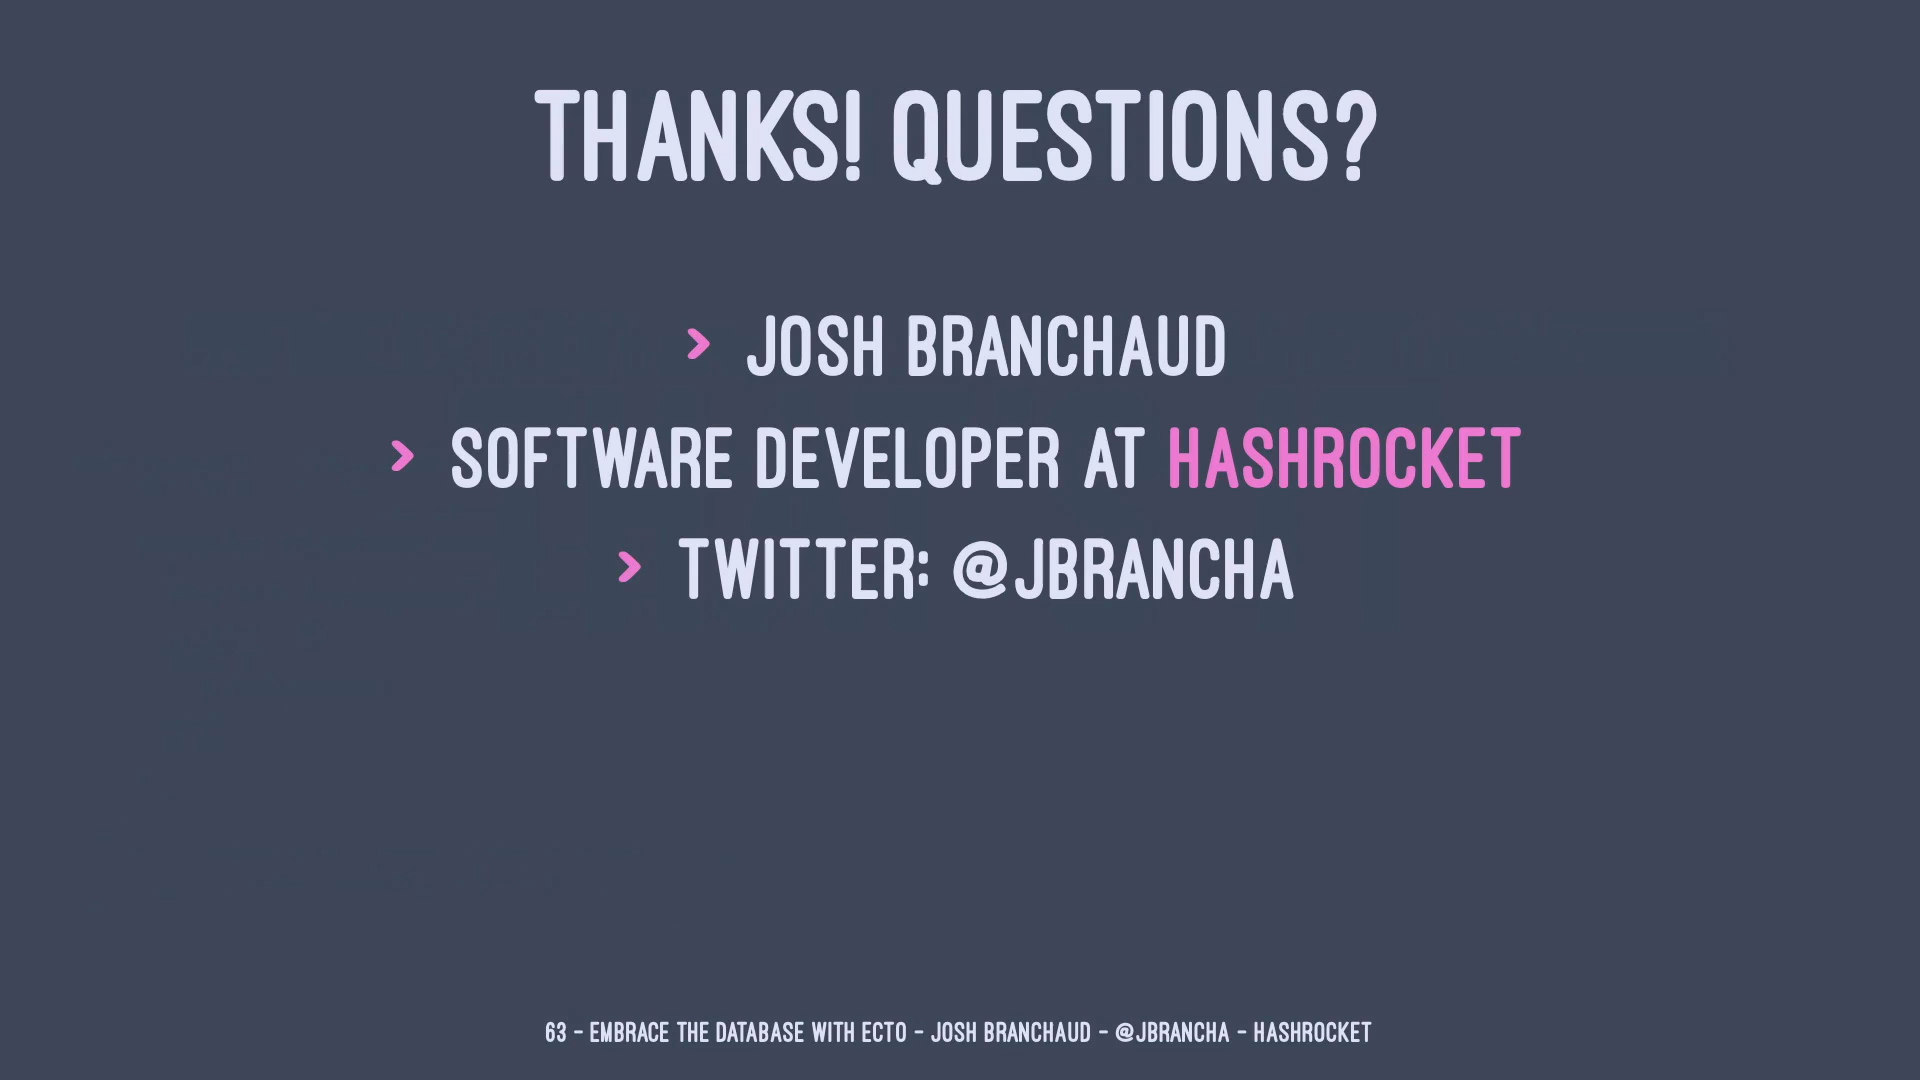 THANKS! QUESTIONS?
> JOSH BRANCHAUD
> SOFTWARE DEVELOPER AT HASHROCKET
> TWITTER: @JBRANCHA
63 - EMBRACE THE DATABASE WITH ECTO - JOSH BRANCHAUD - @JBRANCHA - HASHROCKET